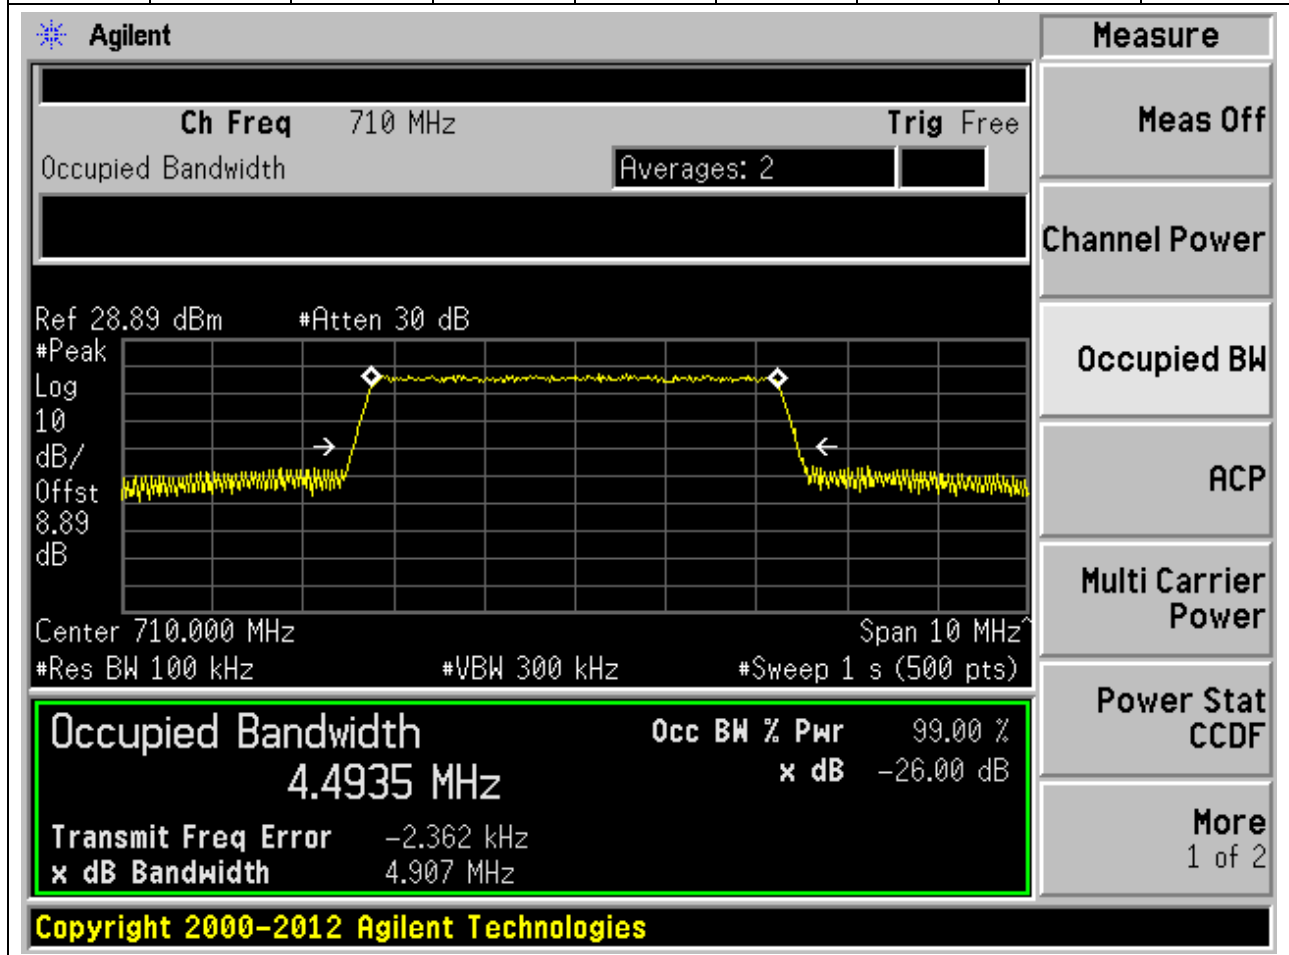 Agilent
Measure
Ch Freq 710 MHz Trig Free
Meas Off
Occupied Bandwidth Averages: 2
Channel Power
Ref 28.89 dBm #Atten 30 dB
#Peak
Log
10
dB/
Offst
8.89
dB
Occupied BW
ACP
Multi Carrier
Power
Center 710.000 MHz Span 10 MHz^
#Res BW 100 kHz #VBW 300 kHz #Sweep 1 s (500 pts)
Power Stat
CCDF
Occupied Bandwidth Occ BW % Pwr 99.00 %
4.4935 MHz x dB -26.00 dB
Transmit Freq Error -2.362 kHz
x dB Bandwidth 4.907 MHz
More
1 of 2
Copyright 2000-2012 Agilent Technologies